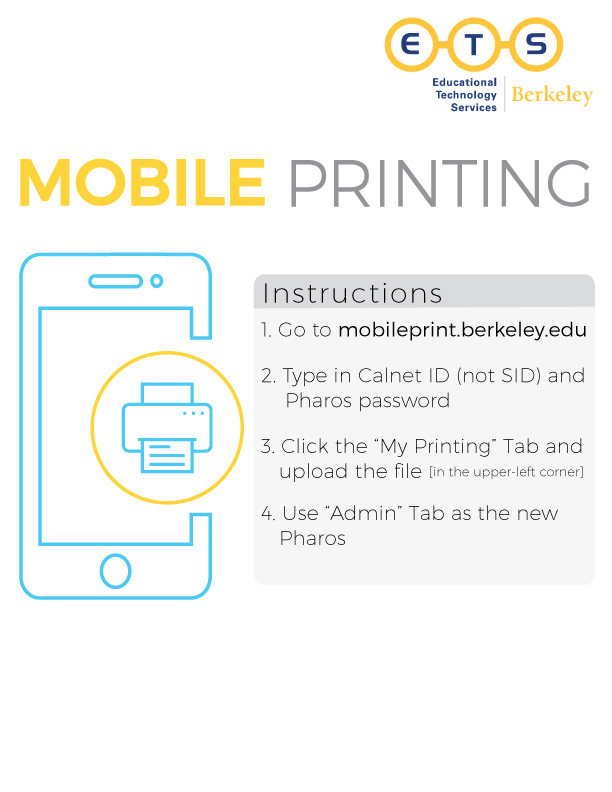 E T S
Educational
Technology
Services
Berkeley
MOBILE PRINTING
Instructions
1. Go to mobileprint.berkeley.edu
2. Type in Calnet ID (not SID) and
Pharos password
3. Click the “My Printing” Tab and
upload the file [in the upper-left corner]
4. Use “Admin” Tab as the new
Pharos